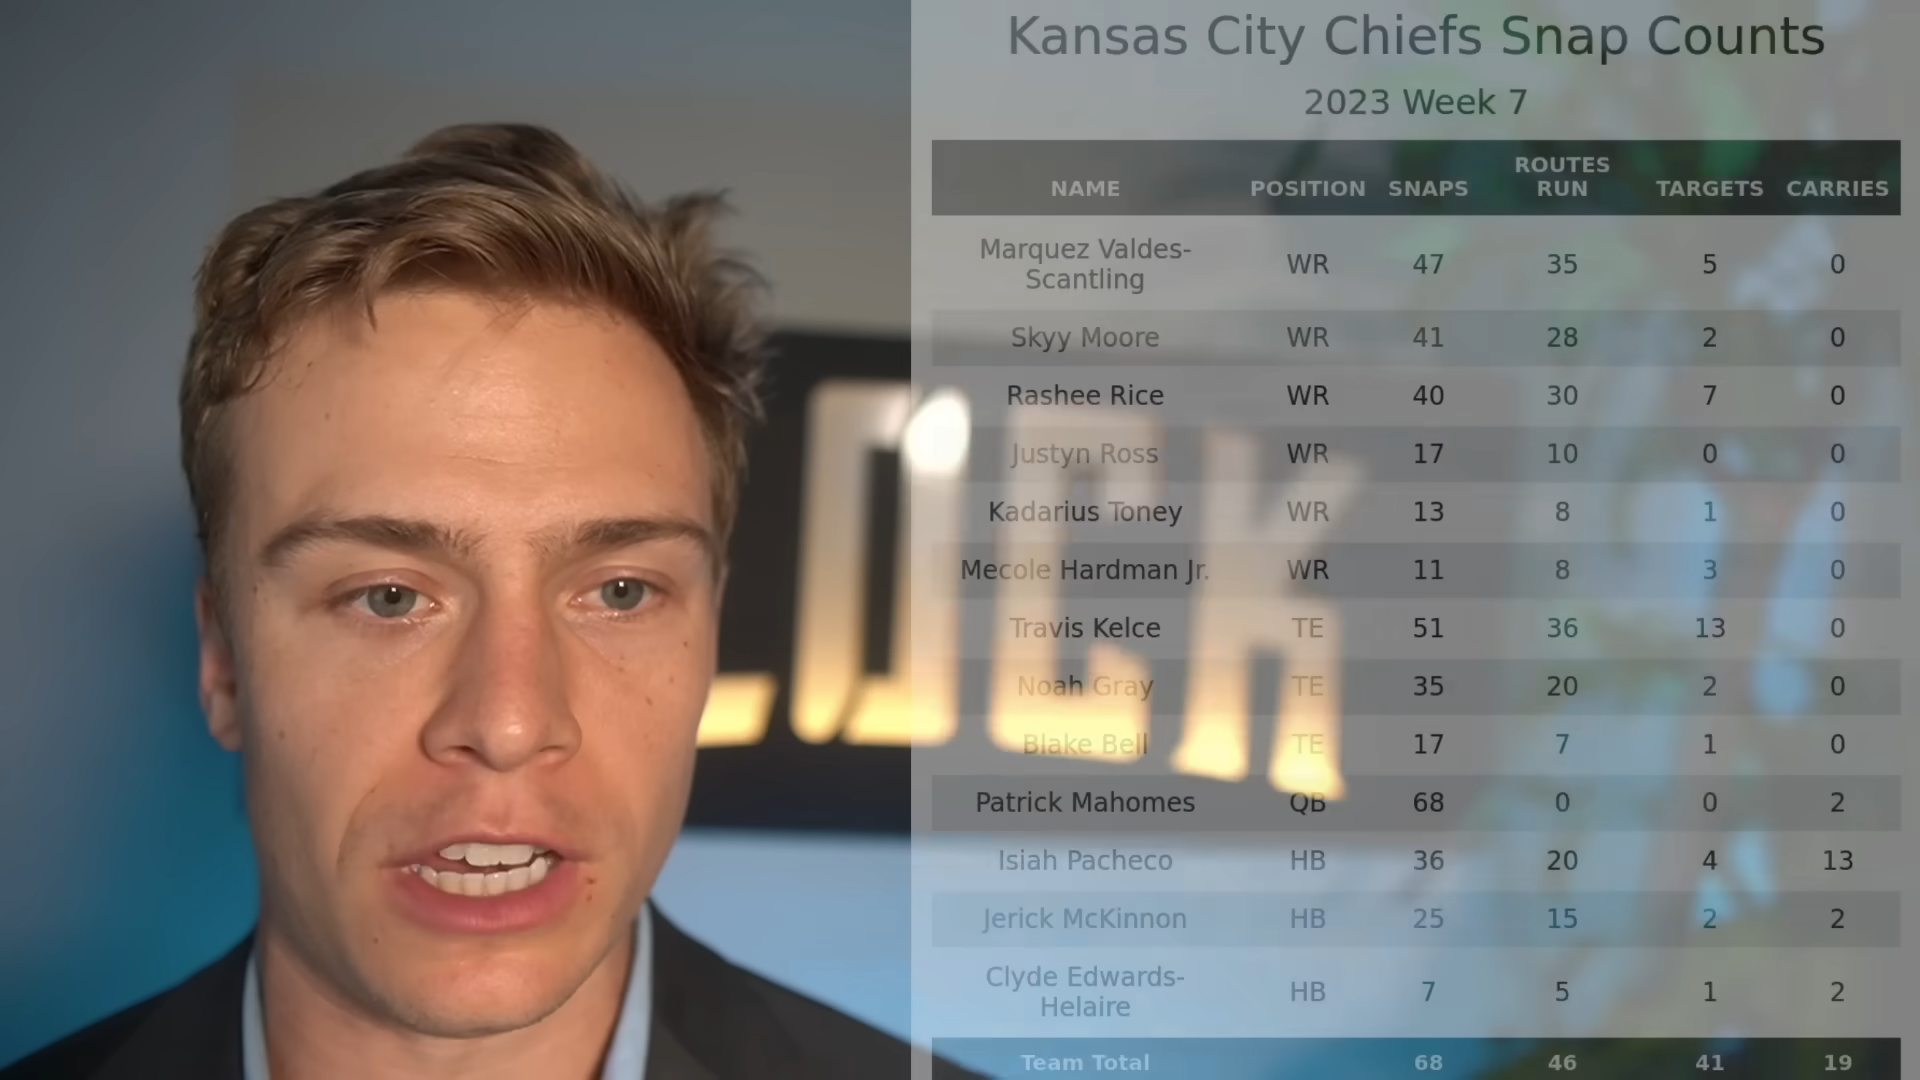 Kansas City Chiefs Snap Counts
2023 Week 7
NAME POSITION SNAPS ROUTES RUN TARGETS CARRIES
Marquez Valdes-Scantling WR 47 35 5 0
Skyy Moore WR 41 28 2 0
Rashee Rice WR 40 30 7 0
Justyn Ross WR 17 10 0 0
Kadarius Toney WR 13 8 1 0
Mecole Hardman Jr. WR 11 8 3 0
Travis Kelce TE 51 36 13 0
Noah Gray TE 35 20 2 0
Blake Bell TE 17 7 1 0
Patrick Mahomes QB 68 0 0 2
Isiah Pacheco HB 36 20 4 13
Jerick McKinnon HB 25 15 2 2
Clyde Edwards-Helaire HB 7 5 1 2
Team Total 68 46 41 19
LOCK